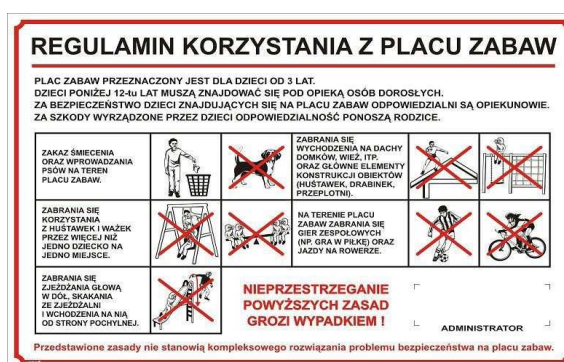 REGULAMIN KORZYSTANIA Z PLACU ZABAW
PLAC ZABAW PRZEZNACZONY JEST DLA DZIECI OD 3 LAT.
DZIECI PONIŻEJ 12-tu LAT MUSZĄ ZNAJDOWAĆ SIĘ POD OPIEKĄ OSÓB DOROSŁYCH.
ZA BEZPIECZEŃSTWO DZIECI ZNAJDUJĄCYCH SIĘ NA PLACU ZABAW ODPOWIEDZIALNI SĄ OPIEKUNOWIE.
ZA SZKODY WYRZĄDZONE PRZEZ DZIECI ODPOWIEDZIALNOŚĆ PONOSZĄ RODZICE.
ZAKAZ ŚMIECENIA
ORAZ WPROWADZANIA
PSÓW NA TEREN
PLACU ZABAW.
ZABRANIA SIĘ
WYCHODZENIA NA DACHY
DOMKÓW, WIEŻ, ITP.
ORAZ GŁÓWNE ELEMENTY
KONSTRUKCJI OBIEKTÓW
(HUŚTAWEK, DRABINEK,
PRZEPLOTNI).
ZABRANIA SIĘ
KORZYSTANIA
Z HUŚTAWEK I WAŻEK
PRZEZ WIĘCEJ NIŻ
JEDNO DZIECKO NA
JEDNO MIEJSCE.
NA TERENIE PLACU
ZABAW ZABRANIA SIĘ
GIER ZESPOŁOWYCH
(NP. GRA W PIŁKĘ) ORAZ
JAZDY NA ROWERZE.
ZABRANIA SIĘ
ZJEŻDŻANIA GŁOWĄ
W DÓŁ, SKAKANIA
ZE ZJEŻDŻALNI
I WCHODZENIA NA NIĄ
OD STRONY POCHYLNEJ.
NIEPRZESTRZEGANIE
POWYŻSZYCH ZASAD
GROZI WYPADKIEM !
ADMINISTRATOR
Przedstawione zasady nie stanowią kompleksowego rozwiązania problemu bezpieczeństwa na placu zabaw.